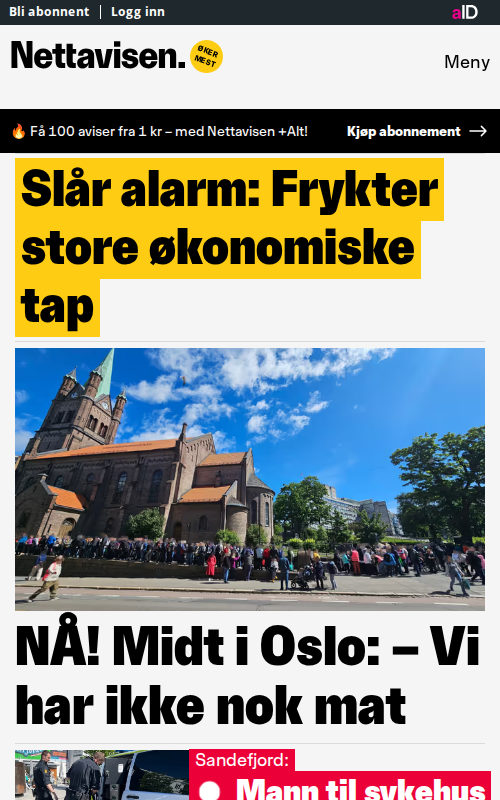 Bli abonnent
Logg inn
aID
Nettavisen.
ØKER
MEST
Meny
🔥 Få 100 aviser fra 1 kr – med Nettavisen +Alt!
Kjøp abonnement →
Slår alarm: Frykter
store økonomiske
tap
NÅ! Midt i Oslo: – Vi
har ikke nok mat
Sandefjord:
Mann til sykehus